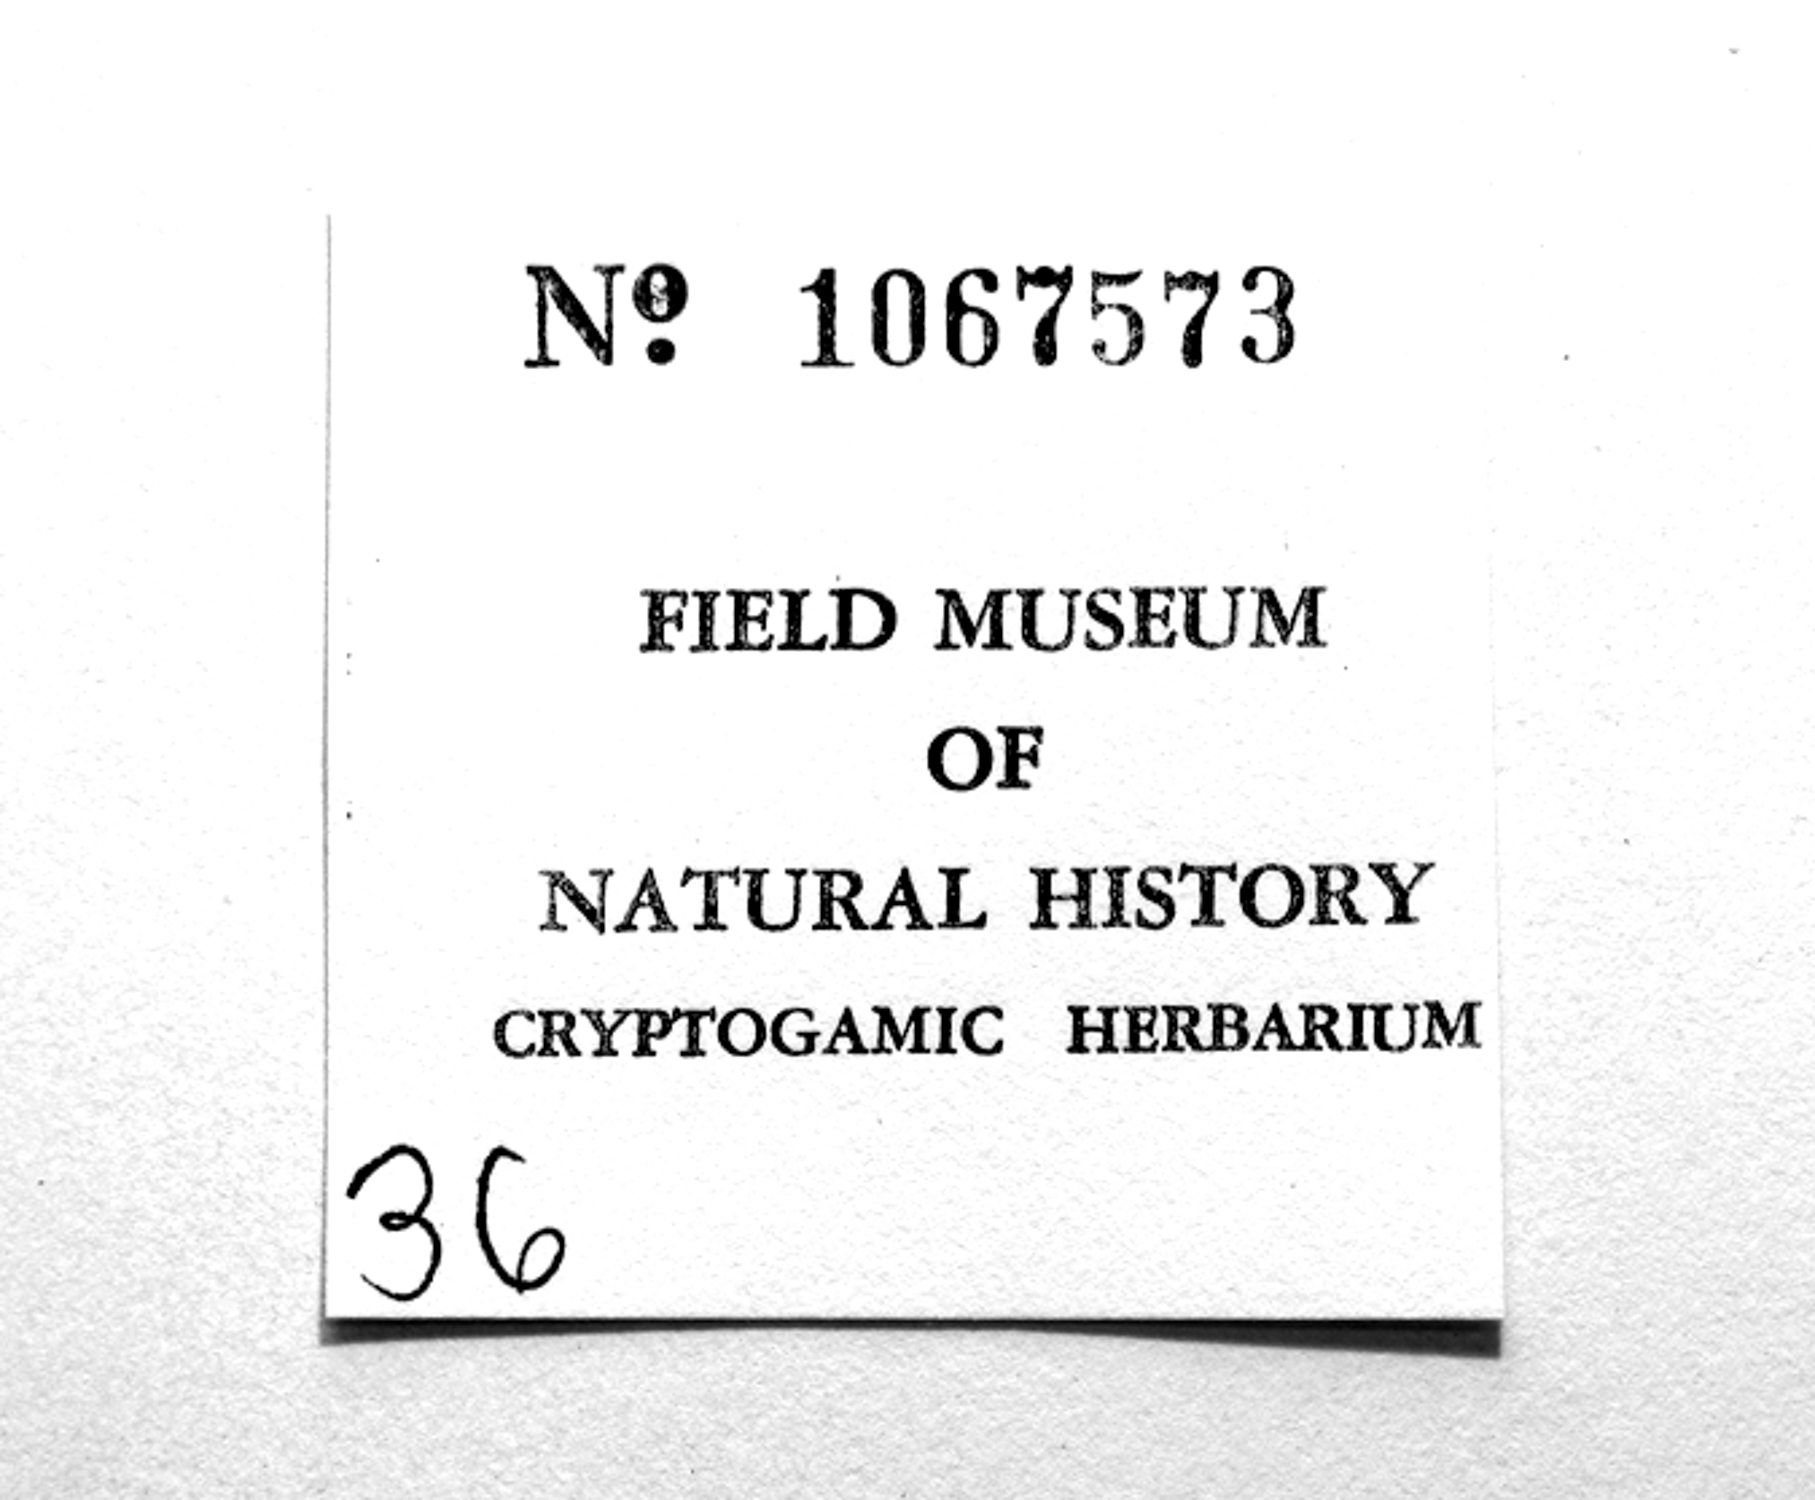 Nº 1067573
FIELD MUSEUM
OF
NATURAL HISTORY
CRYPTOGAMIC HERBARIUM
36